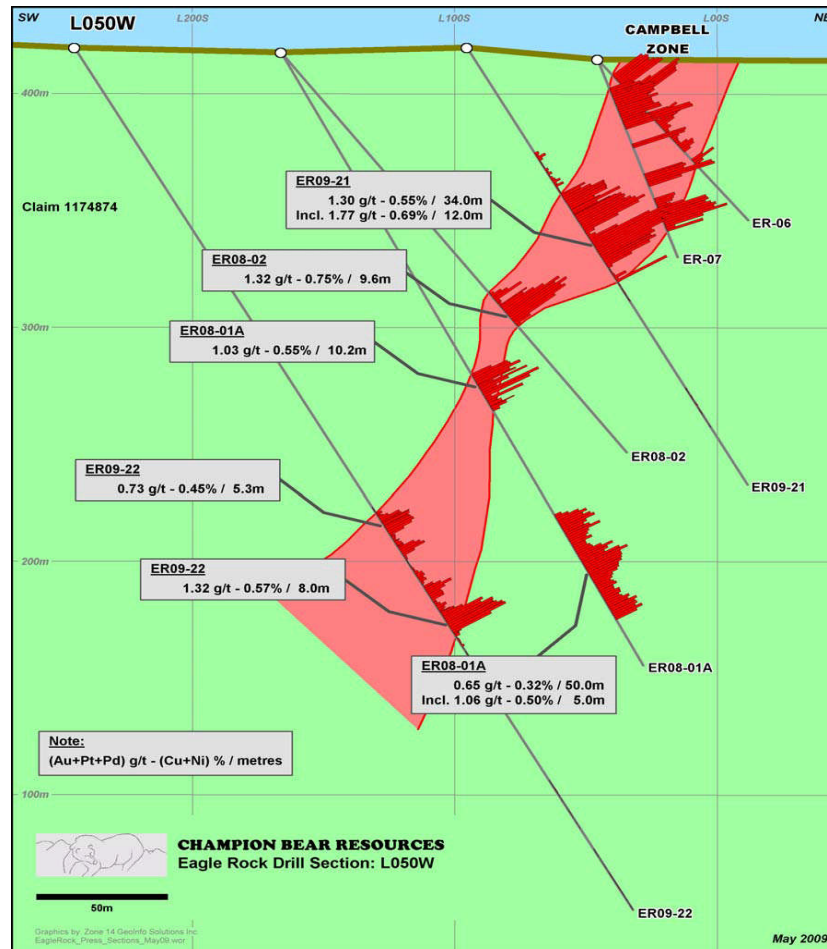 SW
L050W
L200S
L100S
L00S
NE
CAMPBELL
ZONE
400m
Claim 1174874
ER09-21
1.30 g/t - 0.55% / 34.0m
Incl. 1.77 g/t - 0.69% / 12.0m
ER-06
ER-07
ER08-02
1.32 g/t - 0.75% / 9.6m
300m
ER08-01A
1.03 g/t - 0.55% / 10.2m
ER08-02
ER09-21
ER09-22
0.73 g/t - 0.45% / 5.3m
200m
ER09-22
1.32 g/t - 0.57% / 8.0m
ER08-01A
0.65 g/t - 0.32% / 50.0m
Incl. 1.06 g/t - 0.50% / 5.0m
ER08-01A
Note:
(Au+Pt+Pd) g/t - (Cu+Ni) % / metres
100m
CHAMPION BEAR RESOURCES
Eagle Rock Drill Section: L050W
50m
ER09-22
Graphics by Zone 14 GeoInfo Solutions Inc
EagleRock_Press_Sections_May09.wor
May 2009